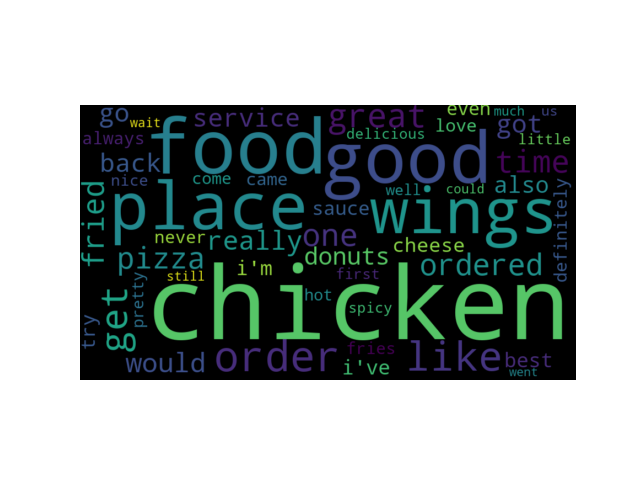 go wait service great even much us
always food delicious love got little
back good time
nice come came well could also
fried place sauce wings definitely
never really one cheese
pizza donuts ordered
still i'm first
pretty chicken
get hot spicy
try
would order fries like best
i've went